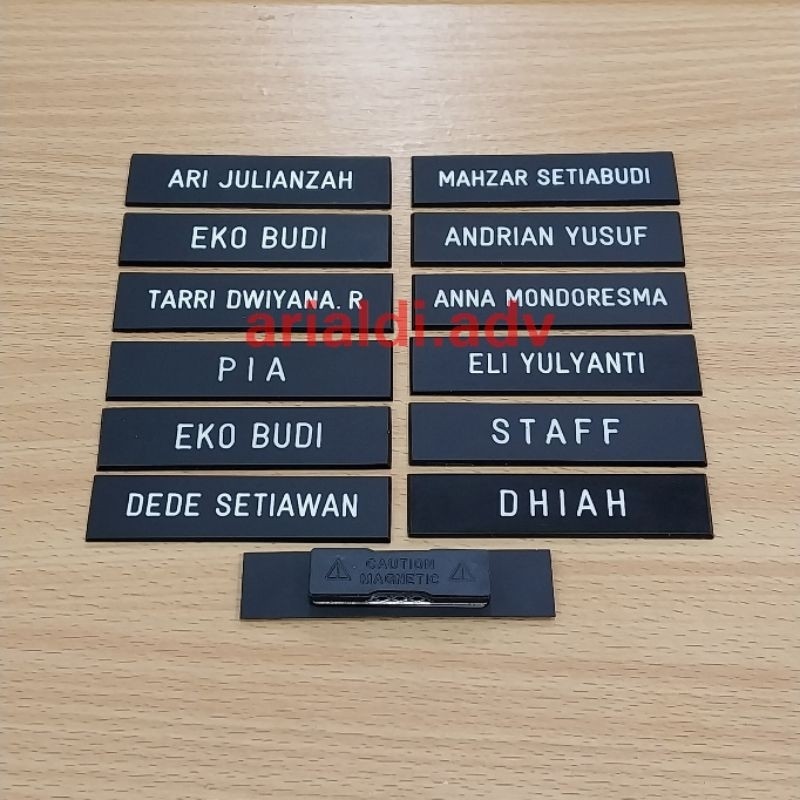 ARI JULIANZAH
MAHZAR SETIABUDI
EKO BUDI
ANDRIAN YUSUF
TARRI DWIYANA. R
ANNA MONDORESMA
arialdi.adv
PIA
ELI YULYANTI
EKO BUDI
STAFF
DEDE SETIAWAN
DHIAH
CAUTION
MAGNETIC